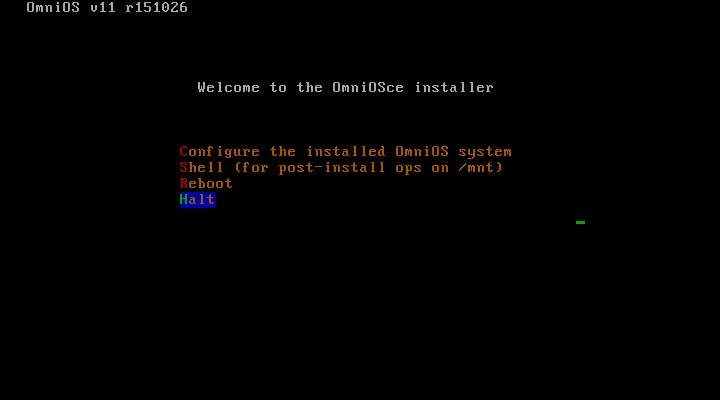 OmniOS v11 r151026
Welcome to the OmniOSce installer
Configure the installed OmniOS system
Shell (for post-install ops on /mnt)
Reboot
Halt